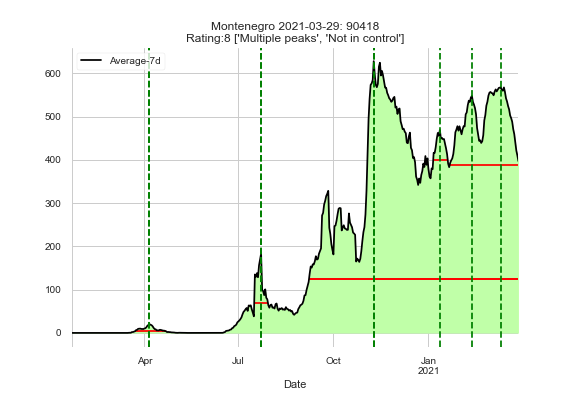 Montenegro 2021-03-29: 90418
Rating:8 ['Multiple peaks', 'Not in control']
Average-7d
600
500
400
300
200
100
0
Apr
Jul
Oct
Jan
2021
Date